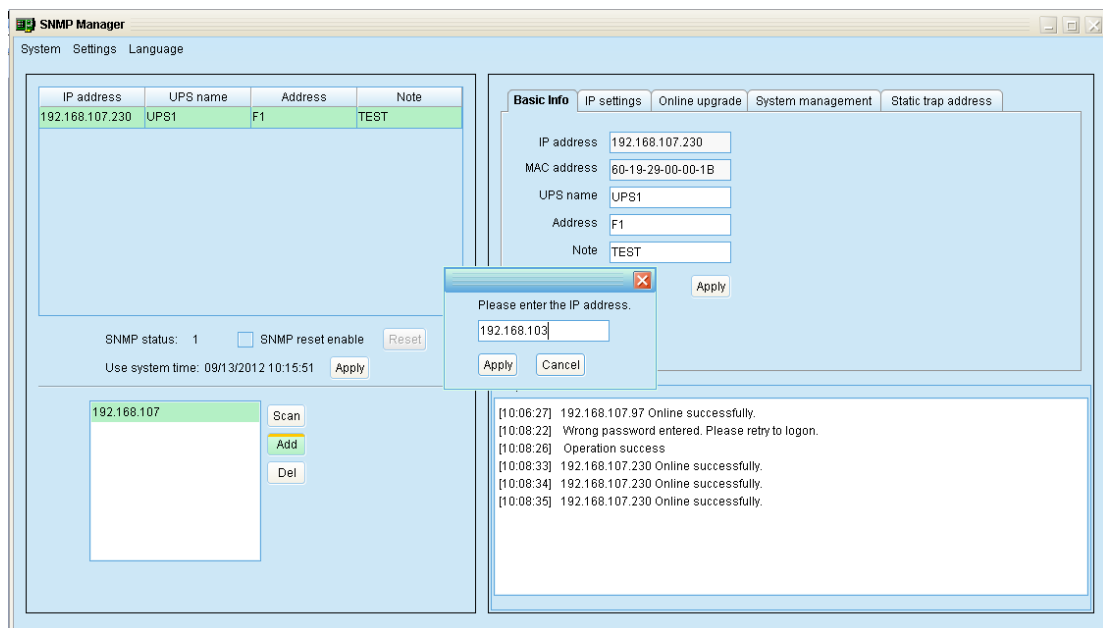 SNMP Manager
System Settings Language
IP address UPS name Address Note
192.168.107.230 UPS1 F1 TEST
SNMP status: 1 SNMP reset enable Reset
Use system time: 09/13/2012 10:15:51 Apply
192.168.107
Scan
Add
Del
Basic Info IP settings Online upgrade System management Static trap address
IP address 192.168.107.230
MAC address 60-19-29-00-00-1B
UPS name UPS1
Address F1
Note TEST
Apply
Please enter the IP address.
192.168.103
Apply Cancel
[10:06:27] 192.168.107.97 Online successfully.
[10:08:22] Wrong password entered. Please retry to logon.
[10:08:26] Operation success
[10:08:33] 192.168.107.230 Online successfully.
[10:08:34] 192.168.107.230 Online successfully.
[10:08:35] 192.168.107.230 Online successfully.